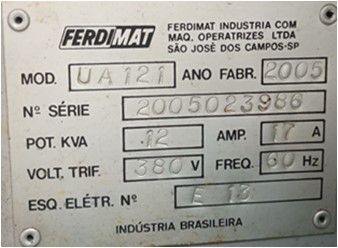 FERDIMAT
FERDIMAT INDUSTRIA COM
MAQ. OPERATRIZES LTDA
SÃO JOSÉ DOS CAMPOS-SP
MOD. UA121 ANO FABR. 2005
Nº SÉRIE 2005023986
POT. KVA 12 AMP. 17 A
VOLT. TRIF. 380 V FREQ. 60 Hz
ESQ. ELÉTR. Nº E 13
INDÚSTRIA BRASILEIRA